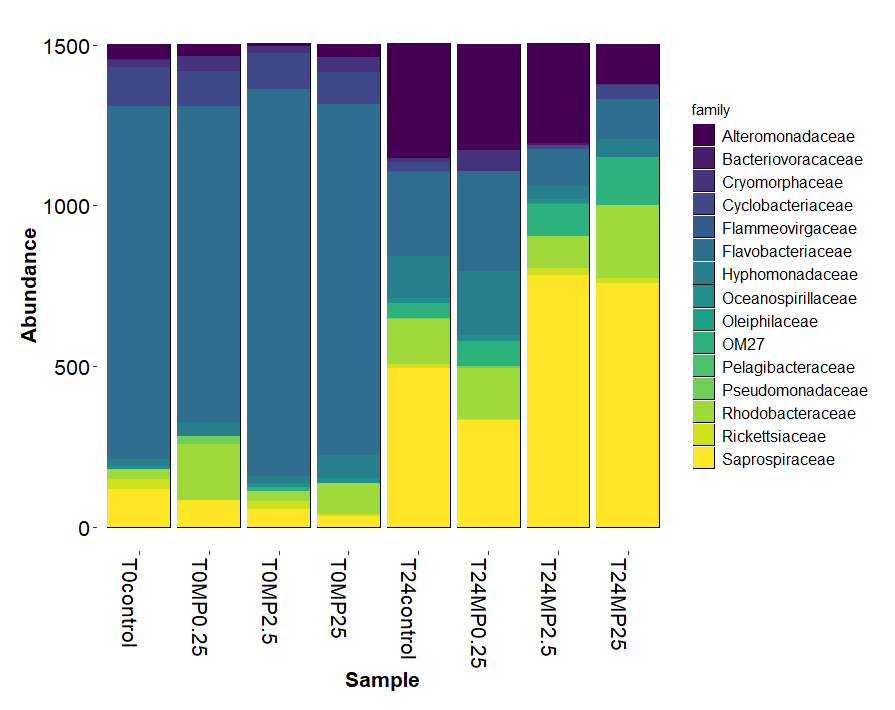 1500
1000
500
0
Abundance
T0control
T0MP0.25
T0MP2.5
T0MP25
T24control
T24MP0.25
T24MP2.5
T24MP25
Sample
family
Alteromonadaceae
Bacteriovoracaceae
Cryomorphaceae
Cyclobacteriaceae
Flammeovirgaceae
Flavobacteriaceae
Hyphomonadaceae
Oceanospirillaceae
Oleiphilaceae
OM27
Pelagibacteraceae
Pseudomonadaceae
Rhodobacteraceae
Rickettsiaceae
Saprospiraceae